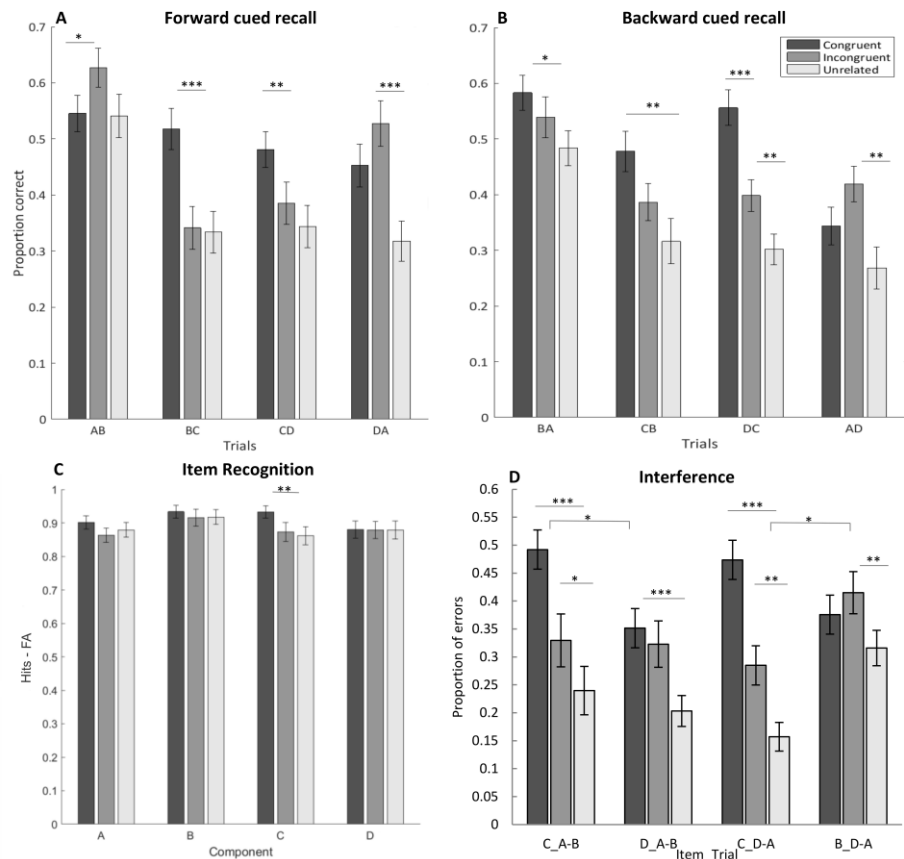 A
Forward cued recall
Proportion correct
0.7
0.6
0.5
0.4
0.3
0.2
0.1
0
*
***
**
***
AB
BC
CD
DA
Trials
B
Backward cued recall
Congruent
Incongruent
Unrelated
0.7
0.6
0.5
0.4
0.3
0.2
0.1
0
*
**
***
**
**
BA
CB
DC
AD
Trials
C
Item Recognition
Hits - FA
1
0.9
0.8
0.7
0.6
0.5
0.4
0.3
0.2
0.1
0
**
A
B
C
D
Component
D
Interference
Proportion of errors
0.6
0.55
0.5
0.45
0.4
0.35
0.3
0.25
0.2
0.15
0.1
0.05
0
***
*
*
***
***
**
*
**
C_A-B
D_A-B
C_D-A
B_D-A
Item_Trial